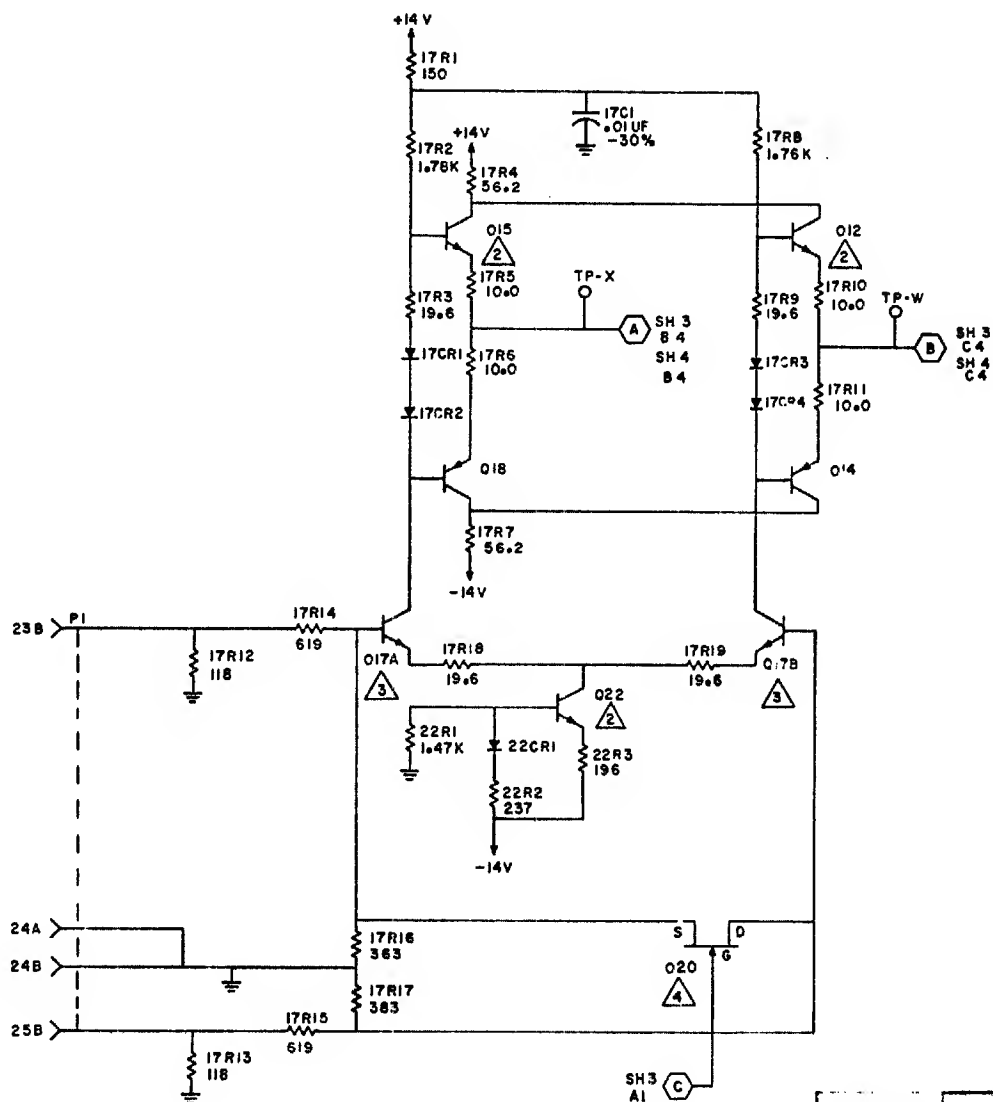 +14V
17R1
150
17C1
.01UF
-30%
+14V
17R2
1.78K
17R4
56.2
17R8
1.76K
Q15
2
Q12
2
17R5
10.0
TP-X
17R3
19.6
A
SH 3
B 4
SH 4
B 4
17R10
10.0
TP-W
17R9
19.6
B
SH 3
C 4
SH 4
C 4
17CR1
17R6
10.0
17CR3
17R11
10.0
17CR2
17CR4
Q18
Q14
17R7
56.2
-14V
23B
P1
17R14
619
17R12
118
Q17A
3
17R18
19.6
17R19
19.6
Q17B
3
Q22
2
22R1
1.47K
22CR1
22R3
196
22R2
237
-14V
24A
24B
17R16
363
S
D
G
Q20
4
17R17
383
25B
17R15
619
17R13
118
SH3
A1
C